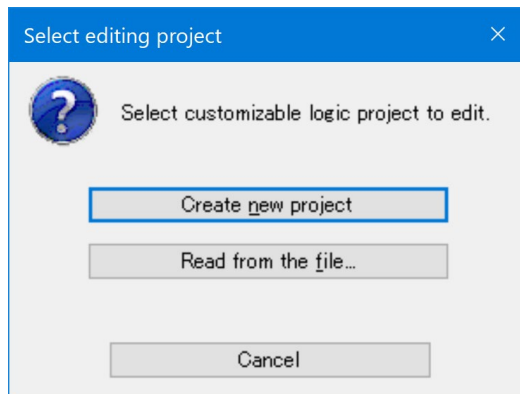 Select editing project
Select customizable logic project to edit.
Create new project
Read from the file...
Cancel